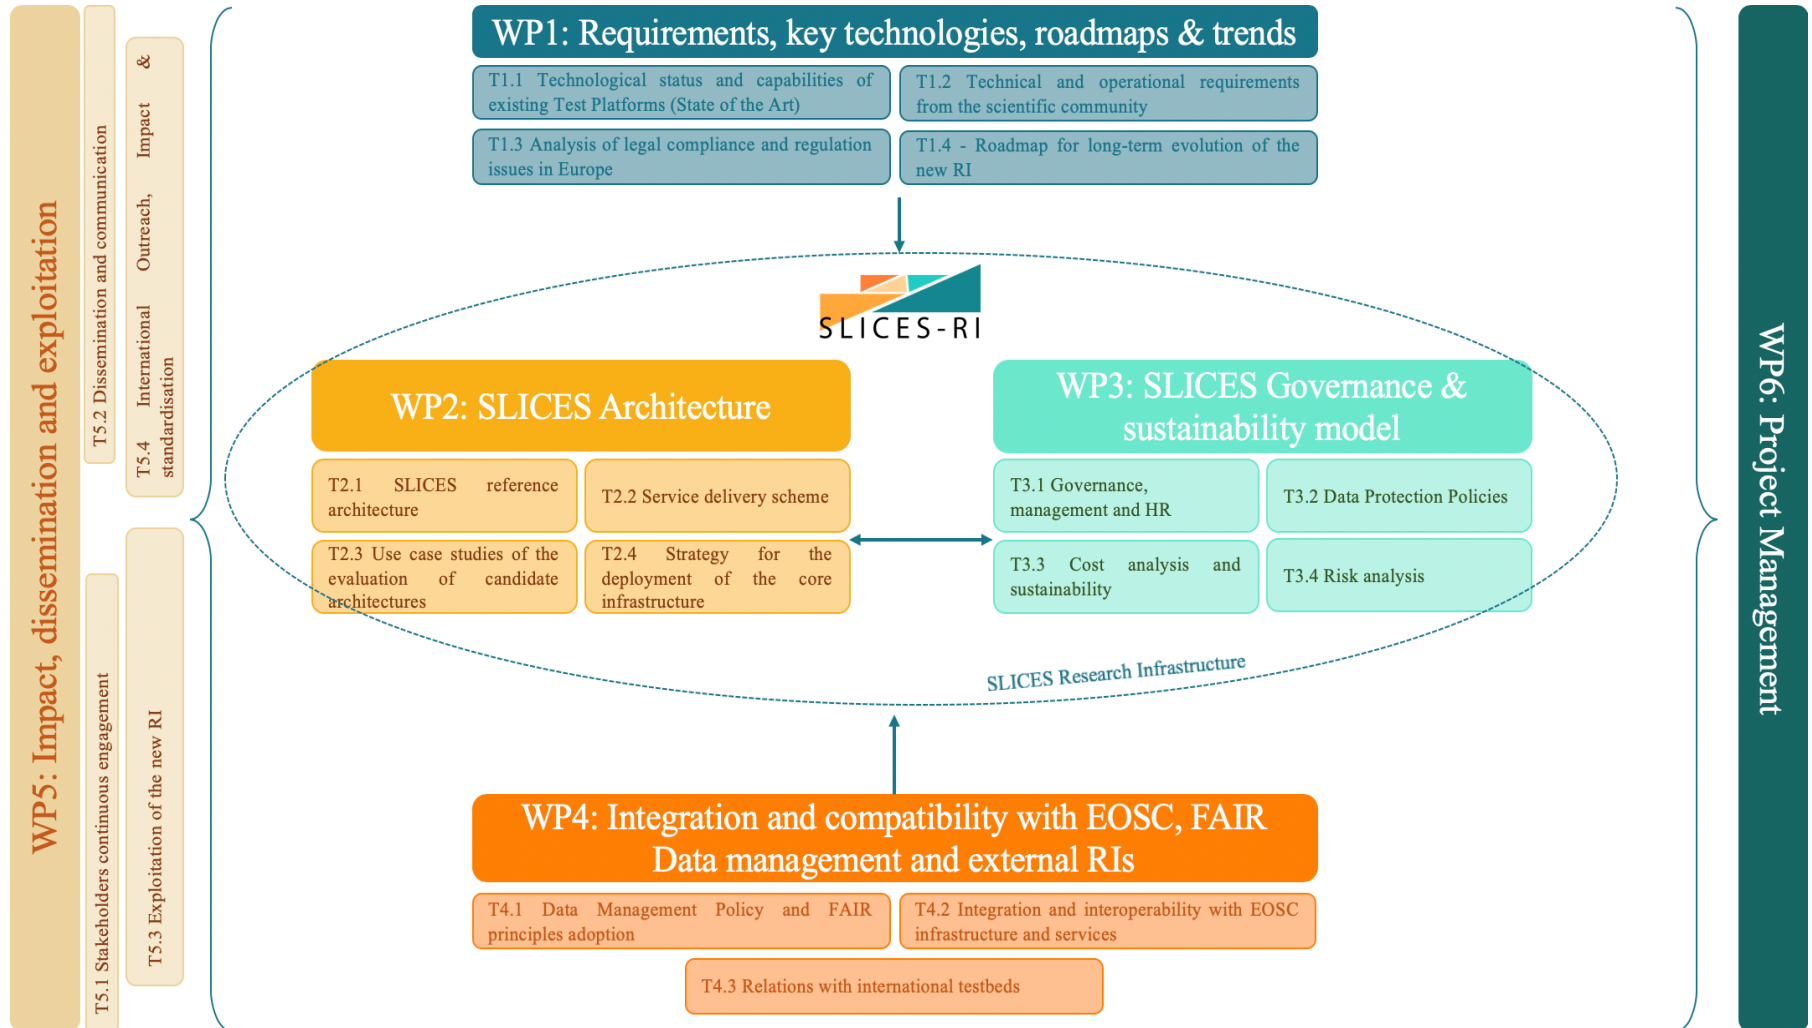 WP5: Impact, dissemination and exploitation
T5.2 Dissemination and communication
T5.4 International Outreach, Impact &
standardisation
T5.1 Stakeholders continuous engagement
T5.3 Exploitation of the new RI
WP1: Requirements, key technologies, roadmaps & trends
T1.1 Technological status and capabilities of
existing Test Platforms (State of the Art)
T1.2 Technical and operational requirements
from the scientific community
T1.3 Analysis of legal compliance and regulation
issues in Europe
T1.4 - Roadmap for long-term evolution of the
new RI
SLICES-RI
WP2: SLICES Architecture
T2.1 SLICES reference
architecture
T2.2 Service delivery scheme
T2.3 Use case studies of the
evaluation of candidate
architectures
T2.4 Strategy for the
deployment of the core
infrastructure
WP3: SLICES Governance &
sustainability model
T3.1 Governance,
management and HR
T3.2 Data Protection Policies
T3.3 Cost analysis and
sustainability
T3.4 Risk analysis
SLICES Research Infrastructure
WP4: Integration and compatibility with EOSC, FAIR
Data management and external RIs
T4.1 Data Management Policy and FAIR
principles adoption
T4.2 Integration and interoperability with EOSC
infrastructure and services
T4.3 Relations with international testbeds
WP6: Project Management